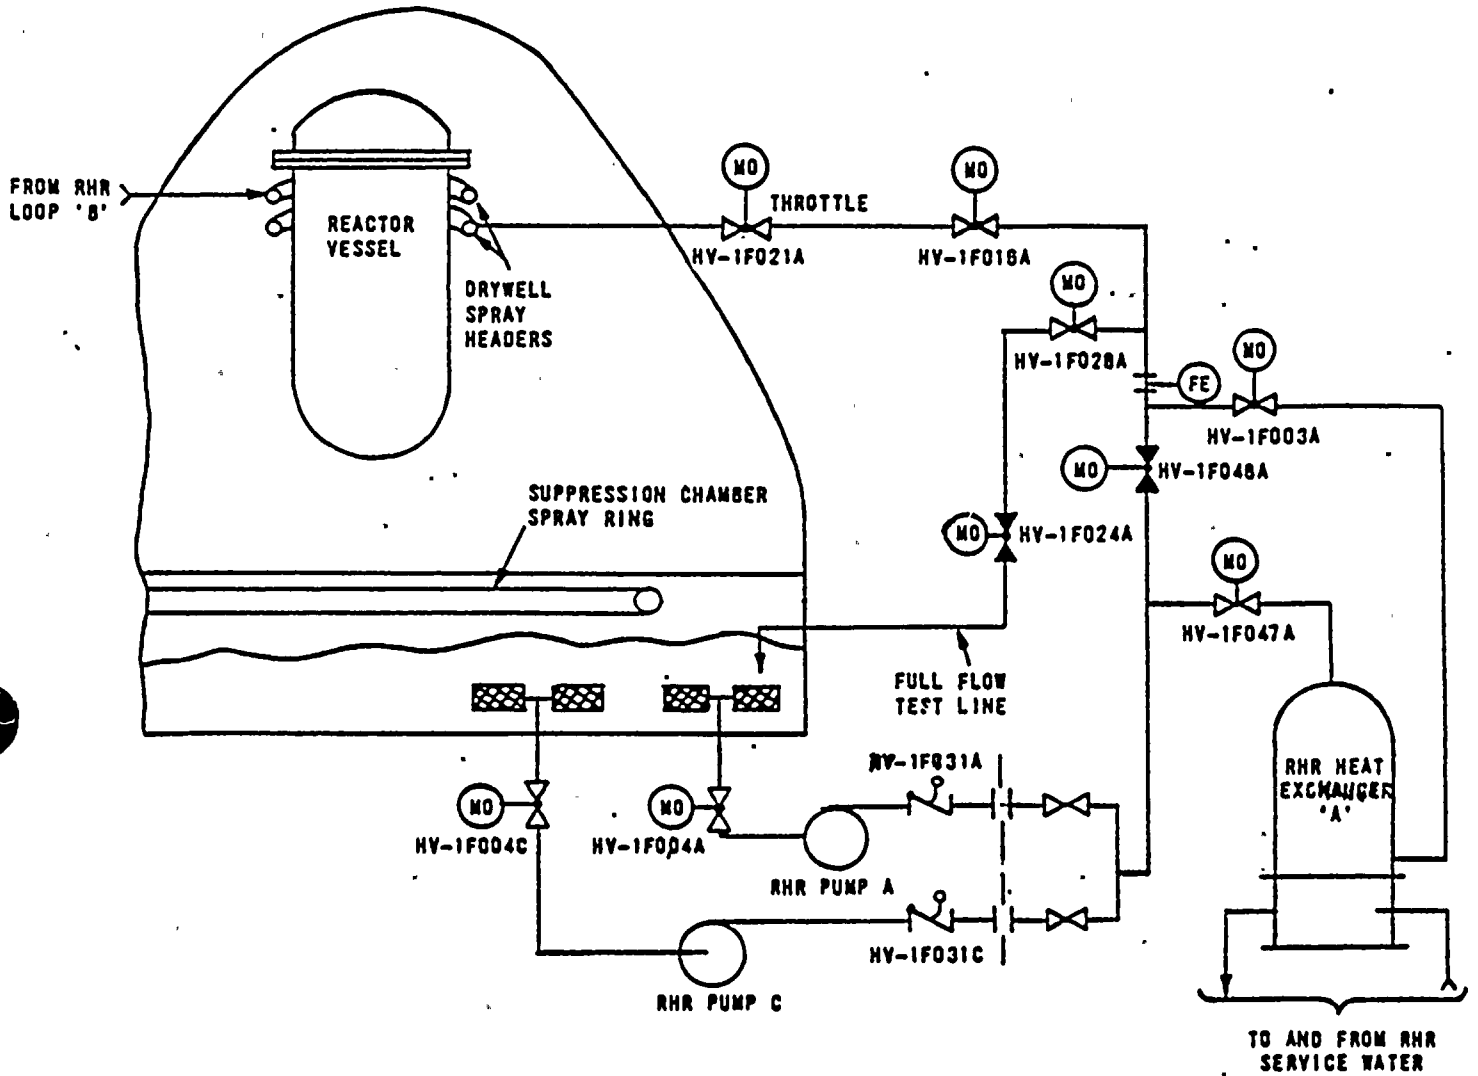 MO
MO
FROM RHR
LOOP 'B'
THROTTLE
REACTOR
VESSEL
HV-1F021A
HV-1F016A
DRYWELL
SPRAY
HEADERS
MO
HV-1F028A
MO
FE
HV-1F003A
MO
HV-1F048A
SUPPRESSION CHAMBER
SPRAY RING
MO
HV-1F024A
MO
HV-1F047A
FULL FLOW
TEST LINE
HV-1F031A
RHR HEAT
EXCHANGER
'A'
MO
MO
HV-1F004C
HV-1F004A
RHR PUMP A
HV-1F031C
RHR PUMP C
TO AND FROM RHR
SERVICE WATER